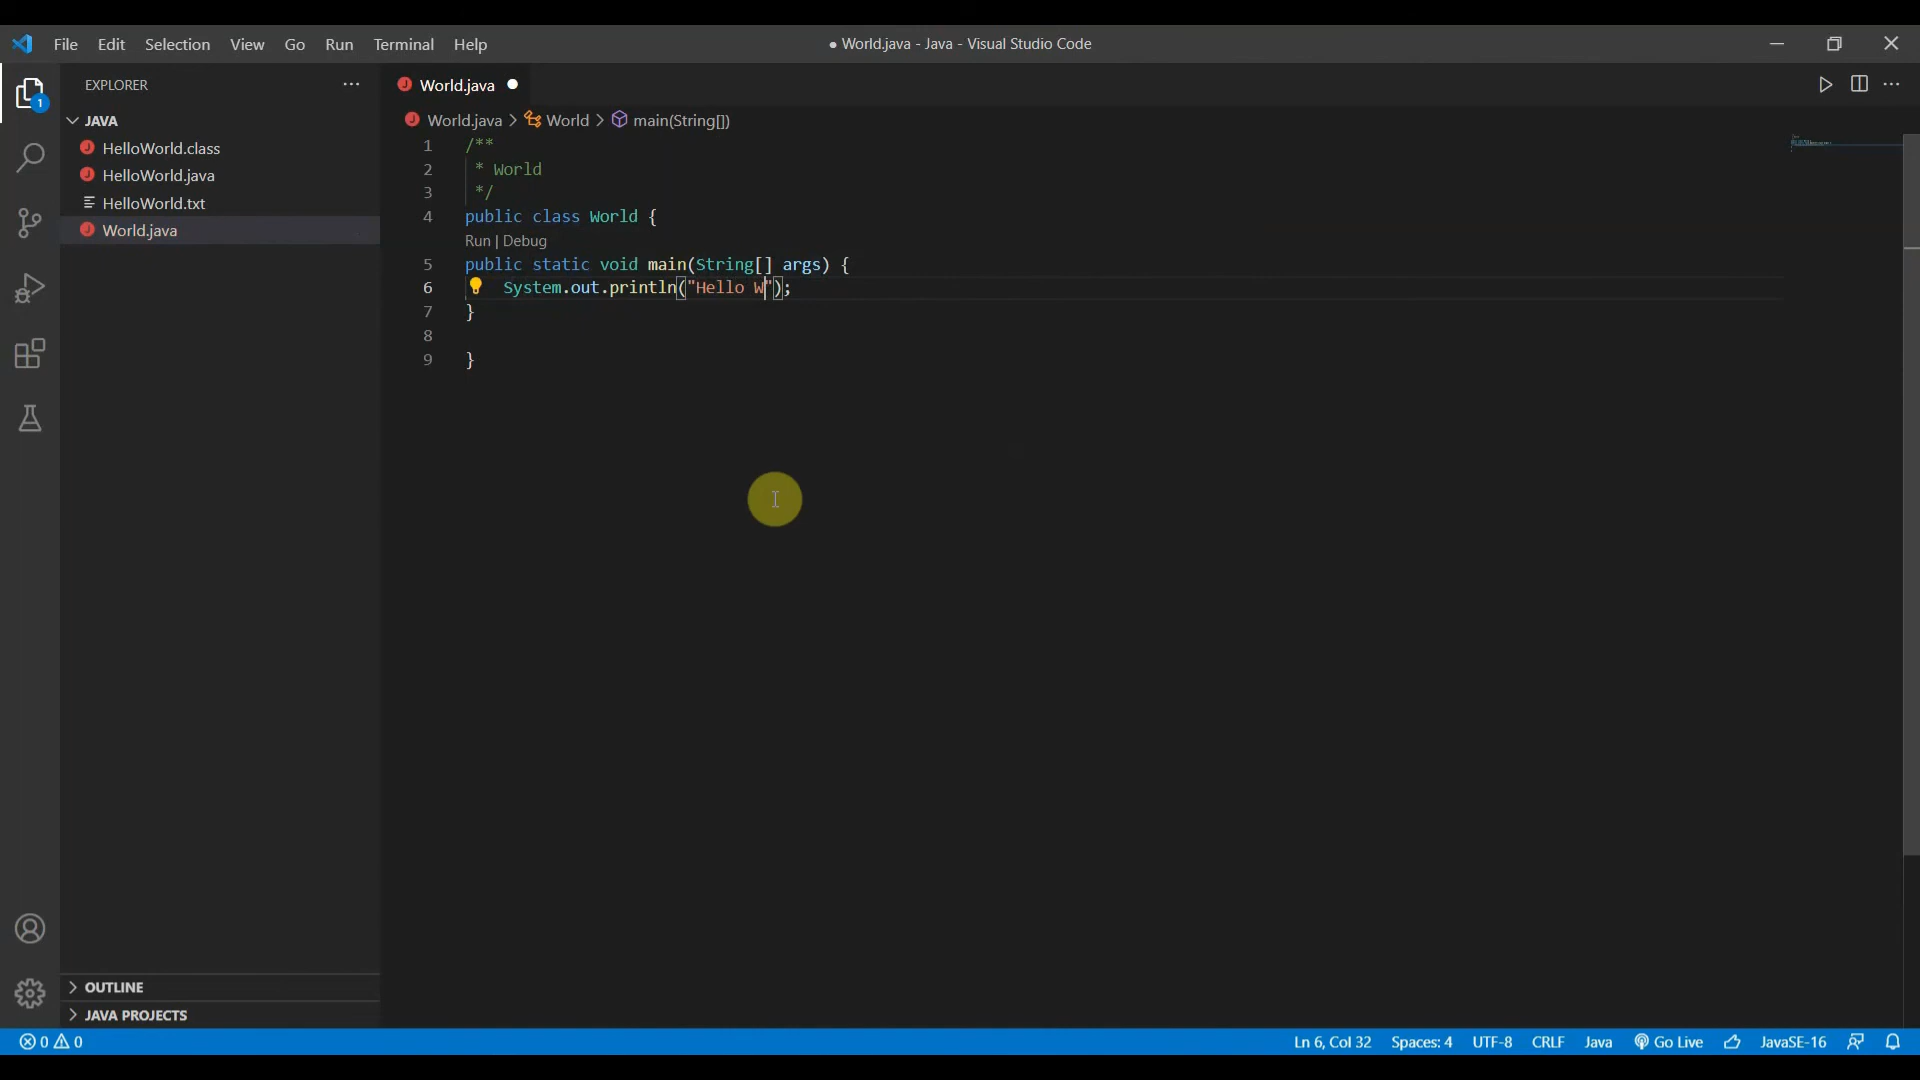 File Edit Selection View Go Run Terminal Help
● World.java - Java - Visual Studio Code
EXPLORER
1
JAVA
HelloWorld.class
HelloWorld.java
HelloWorld.txt
World.java
OUTLINE
JAVA PROJECTS
World.java
World.java > World > main(String[])
1 /**
2 * World
3 */
4 public class World {
Run | Debug
5 public static void main(String[] args) {
6 System.out.println("Hello W");
7 }
8
9 }
0 0 Ln 6, Col 32 Spaces: 4 UTF-8 CRLF Java Go Live JavaSE-16